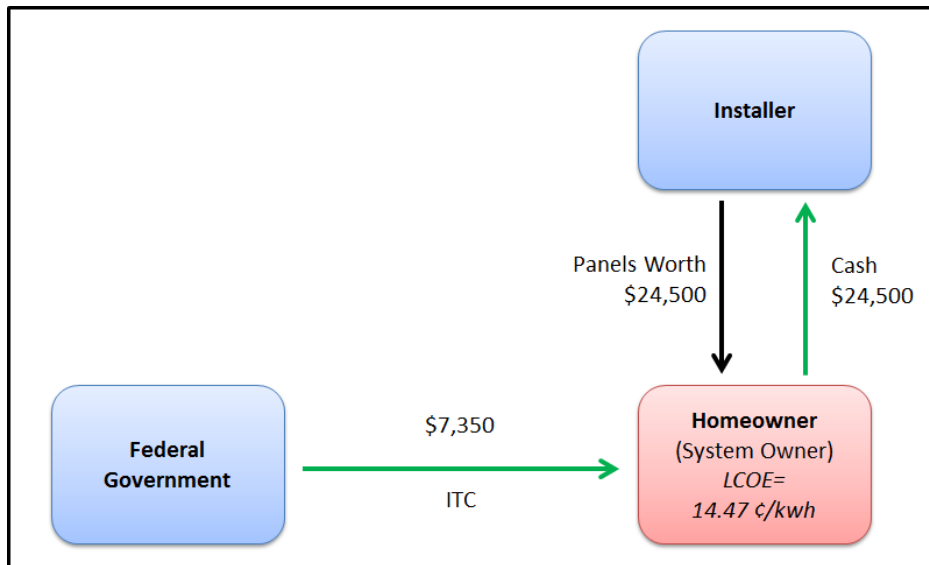 Installer
Panels Worth
$24,500
Cash
$24,500
Federal
Government
$7,350
ITC
Homeowner
(System Owner)
LCOE=
14.47 ¢/kwh